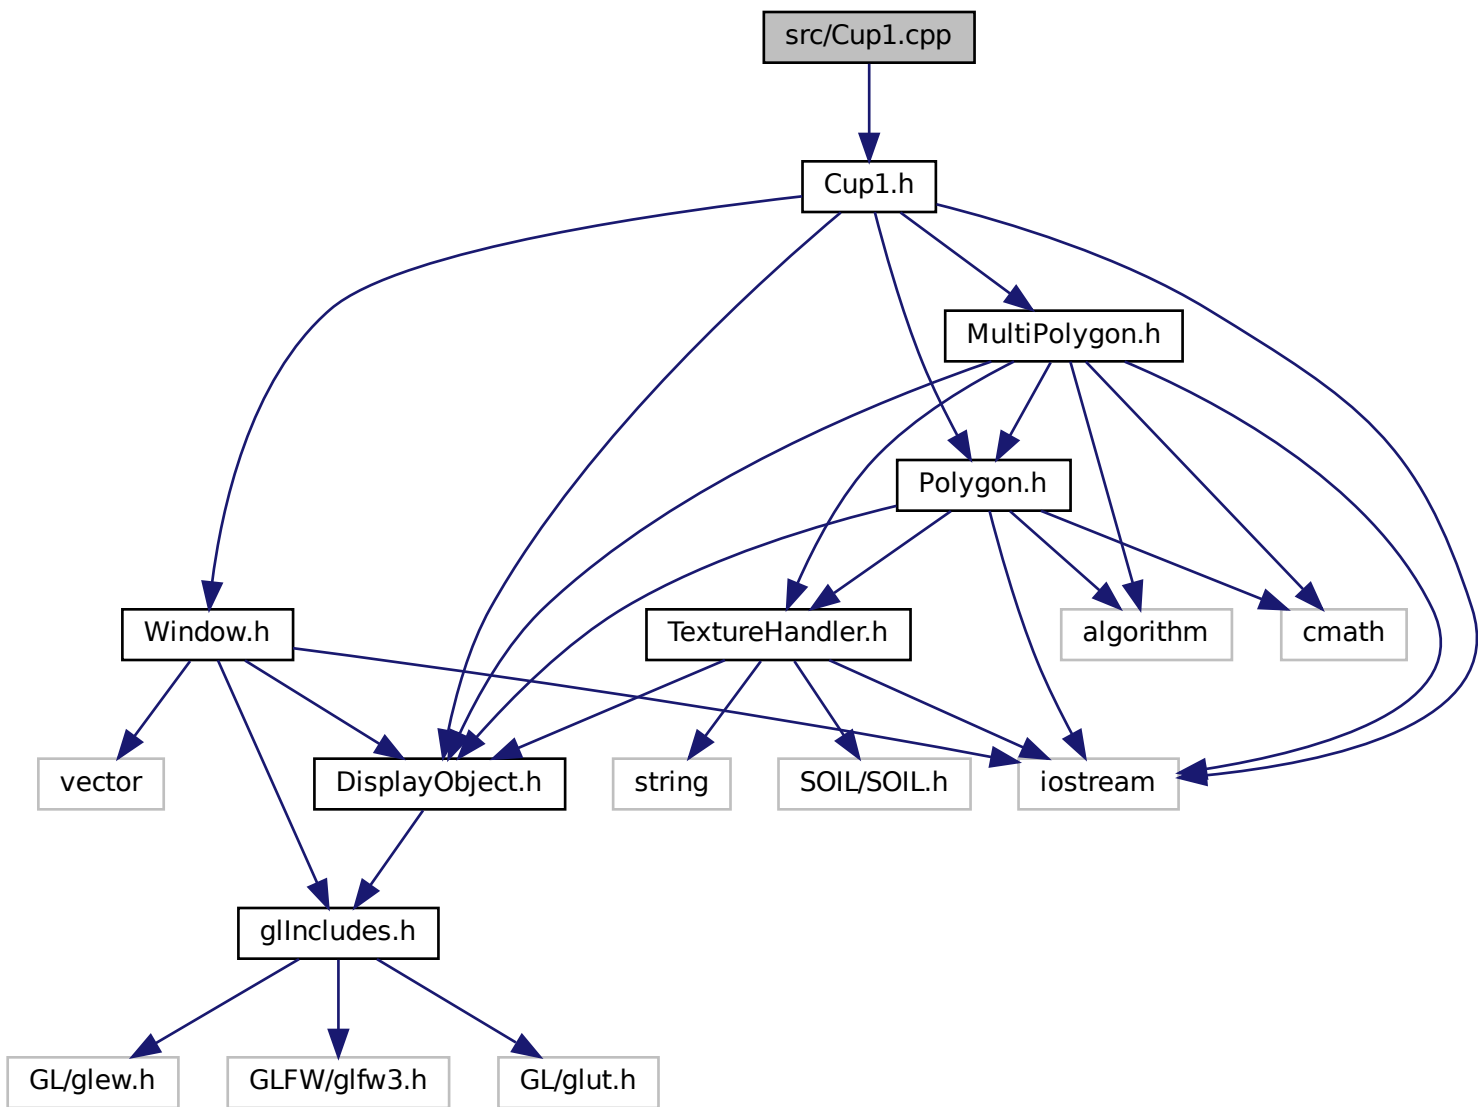 src/Cup1.cpp
Cup1.h
MultiPolygon.h
Polygon.h
Window.h
TextureHandler.h
algorithm
cmath
vector
DisplayObject.h
string
SOIL/SOIL.h
iostream
glIncludes.h
GL/glew.h
GLFW/glfw3.h
GL/glut.h